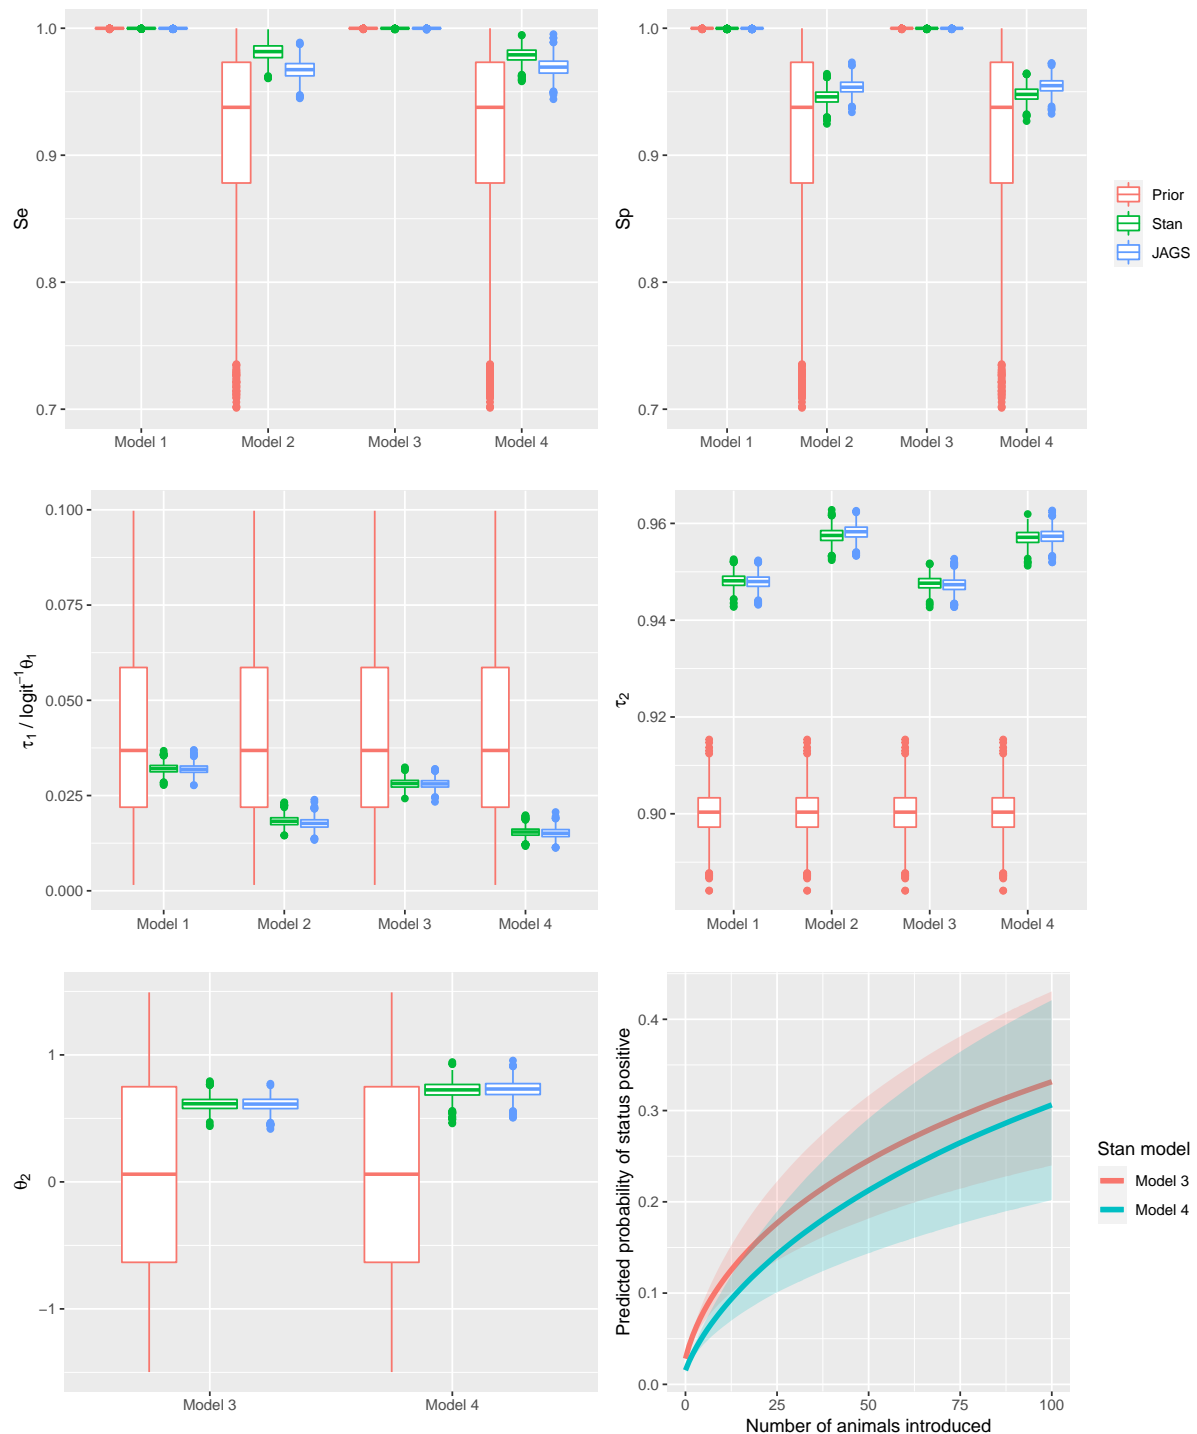 1.0
0.9
0.8
0.7
Se
Model 1 Model 2 Model 3 Model 4
1.0
0.9
0.8
0.7
Sp
Model 1 Model 2 Model 3 Model 4
Prior
Stan
JAGS
0.100
0.075
0.050
0.025
0.000
τ₁ / logit⁻¹θ₁
Model 1 Model 2 Model 3 Model 4
0.96
0.94
0.92
0.90
τ₂
Model 1 Model 2 Model 3 Model 4
1
0
−1
θ₂
Model 3 Model 4
0.4
0.3
0.2
0.1
0.0
Predicted probability of status positive
0 25 50 75 100
Number of animals introduced
Stan model
Model 3
Model 4